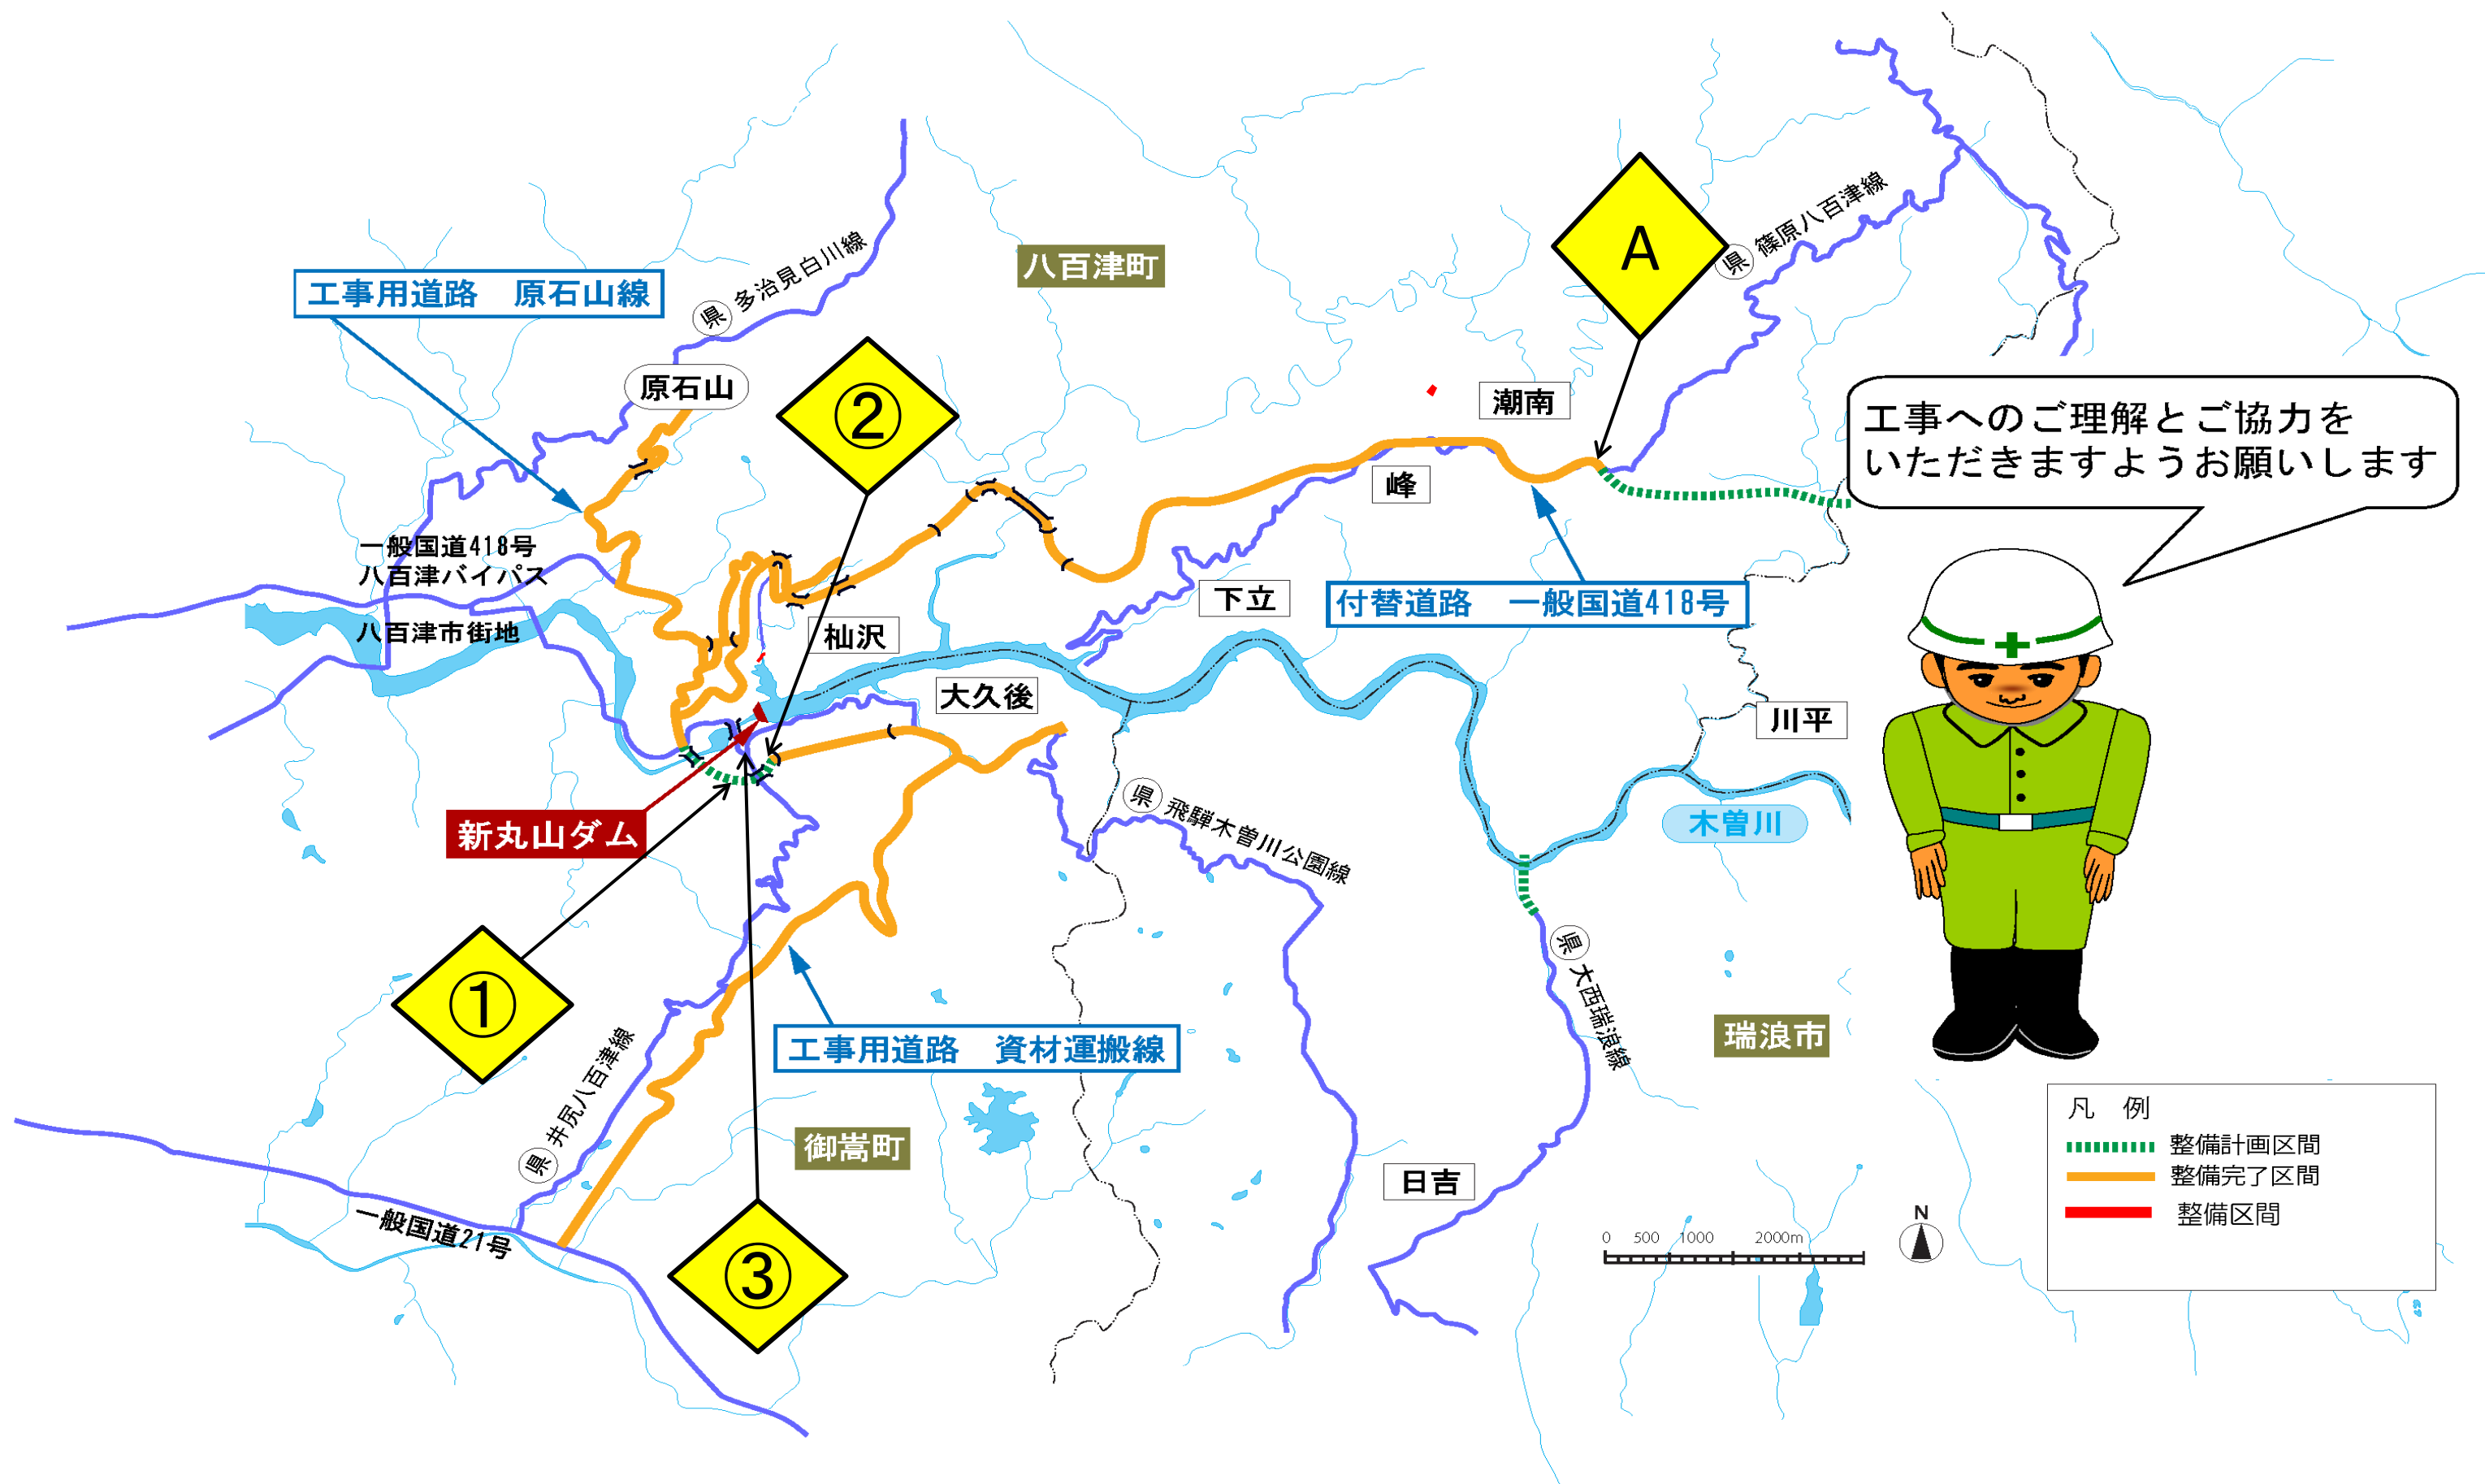 工事用道路　原石山線
県 多治見白川線
八百津町
A
県 篠原八百津線
原石山
②
潮南
工事へのご理解とご協力を
いただきますようお願いします
峰
一般国道418号
八百津バイパス
下立
付替道路　一般国道418号
八百津市街地
杣沢
大久後
川平
県 飛騨木曽川公園線
木曽川
新丸山ダム
県 大西瑞浪線
①
工事用道路　資材運搬線
瑞浪市
県 井尻八百津線
御嵩町
日吉
一般国道21号
③
0 500 1000 2000m
N
凡　例
整備計画区間
整備完了区間
整備区間